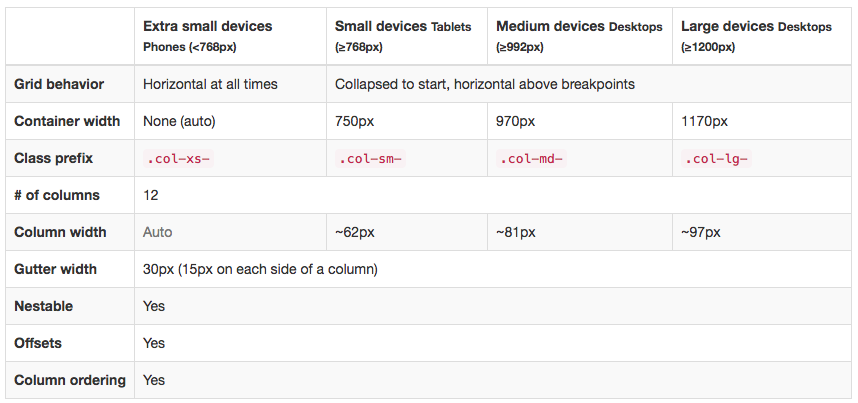 Extra small devices Small devices Tablets Medium devices Desktops Large devices Desktops
Phones (<768px) (≥768px) (≥992px) (≥1200px)
Grid behavior Horizontal at all times Collapsed to start, horizontal above breakpoints
Container width None (auto) 750px 970px 1170px
Class prefix .col-xs- .col-sm- .col-md- .col-lg-
# of columns 12
Column width Auto ~62px ~81px ~97px
Gutter width 30px (15px on each side of a column)
Nestable Yes
Offsets Yes
Column ordering Yes